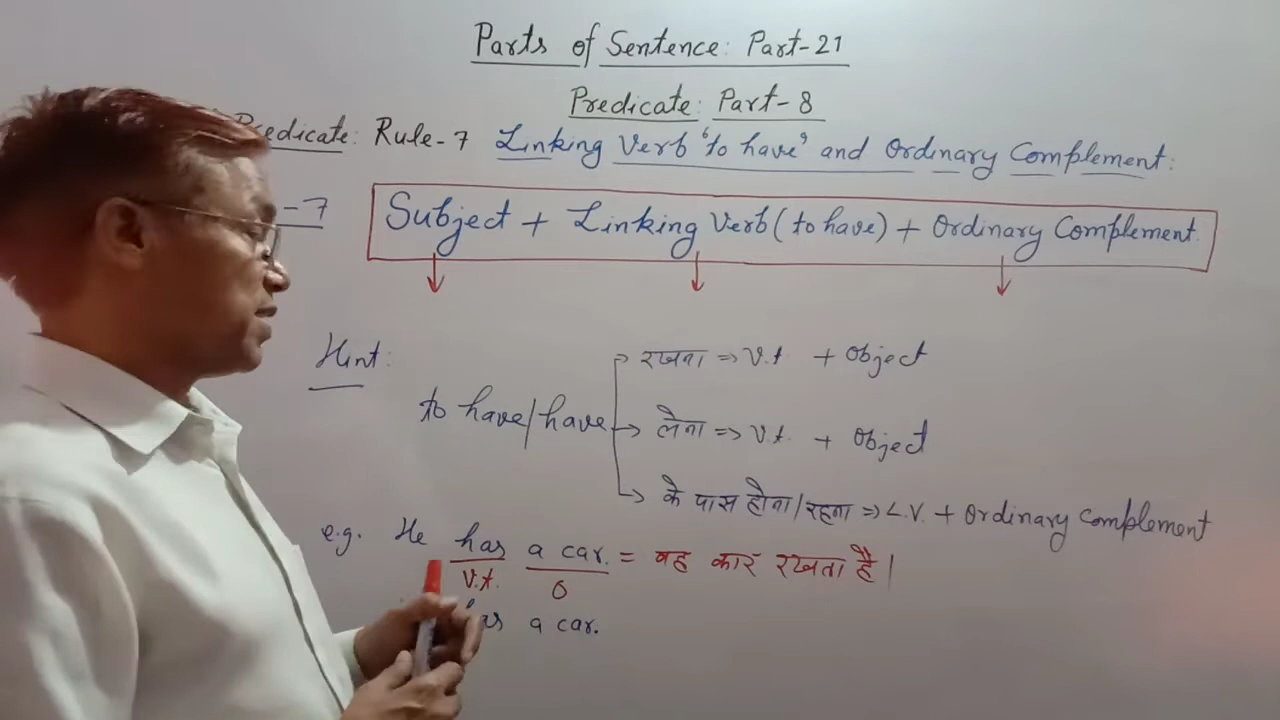 Parts of Sentence: Part-21
Predicate: Part-8
Predicate: Rule-7 Linking Verb 'to have' and Ordinary Complement:
-7 Subject + Linking Verb (to have) + Ordinary Complement
Hint:
to have/have
रखना => v.t + Object
लेना => v.t. + Object
के पास होना/रहना => L.V. + Ordinary Complement
e.g. He has a car. = वह कार रखता है।
v.t. O
has a car.